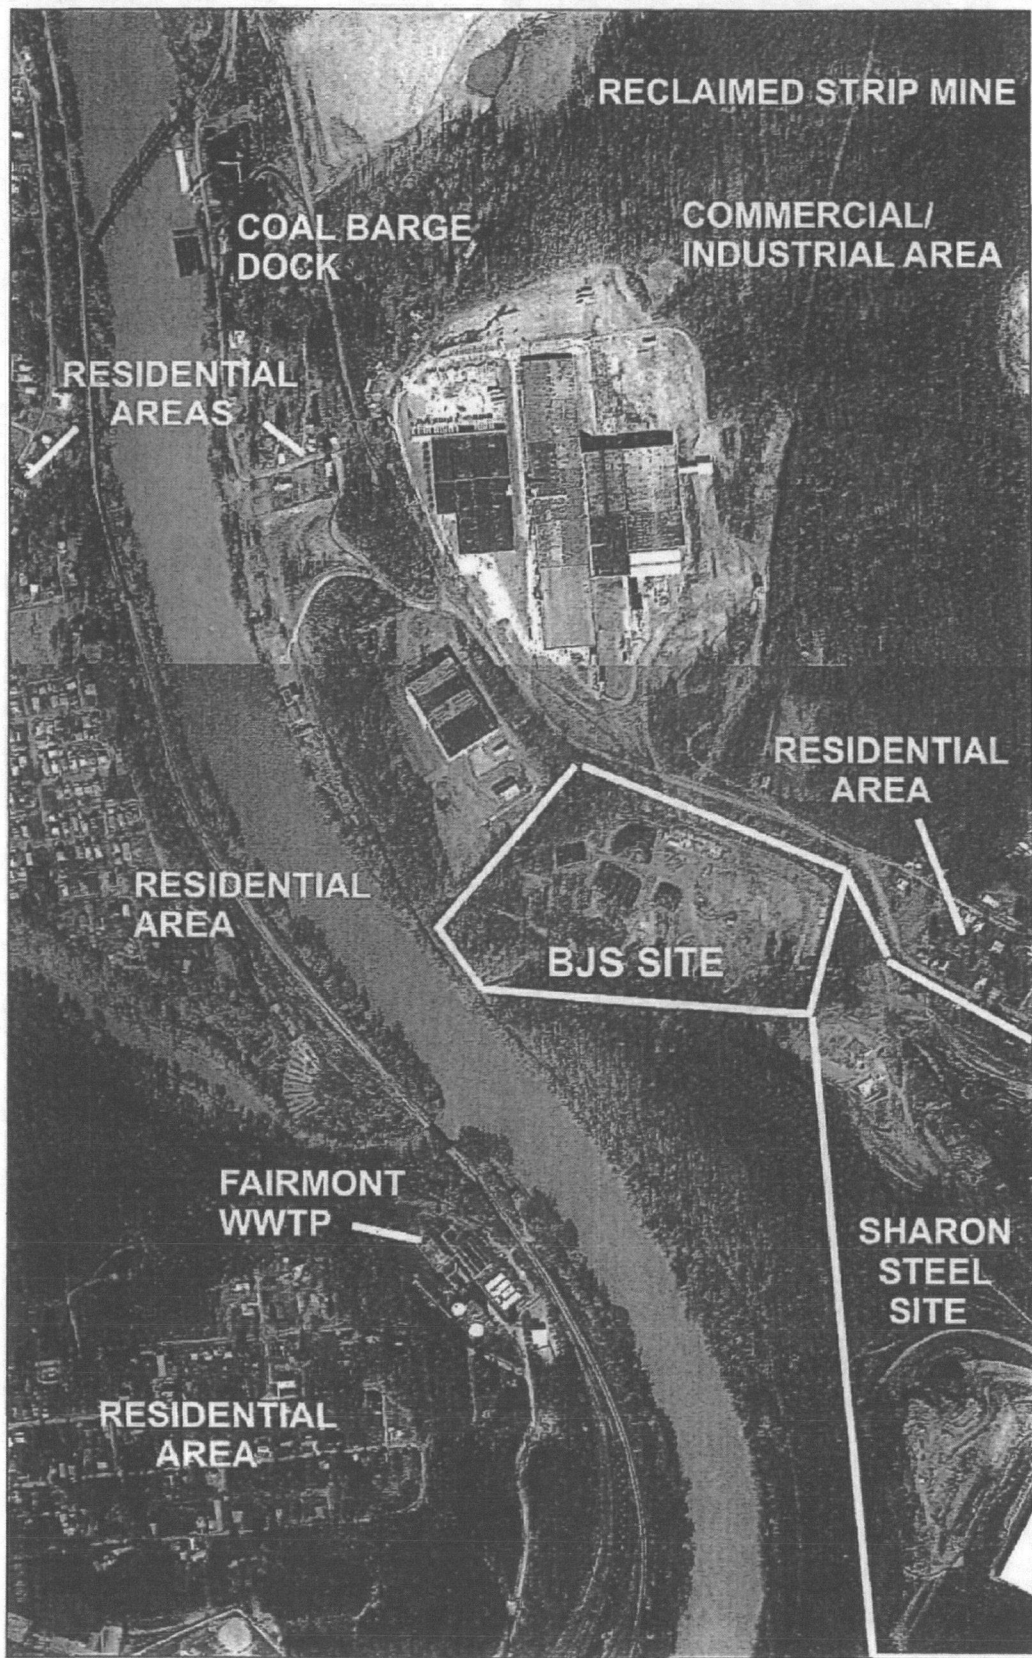 RECLAIMED STRIP MINE
COAL BARGE
DOCK
COMMERCIAL/
INDUSTRIAL AREA
RESIDENTIAL
AREAS
RESIDENTIAL
AREA
RESIDENTIAL
AREA
BJS SITE
FAIRMONT
WWTP
SHARON
STEEL
SITE
RESIDENTIAL
AREA